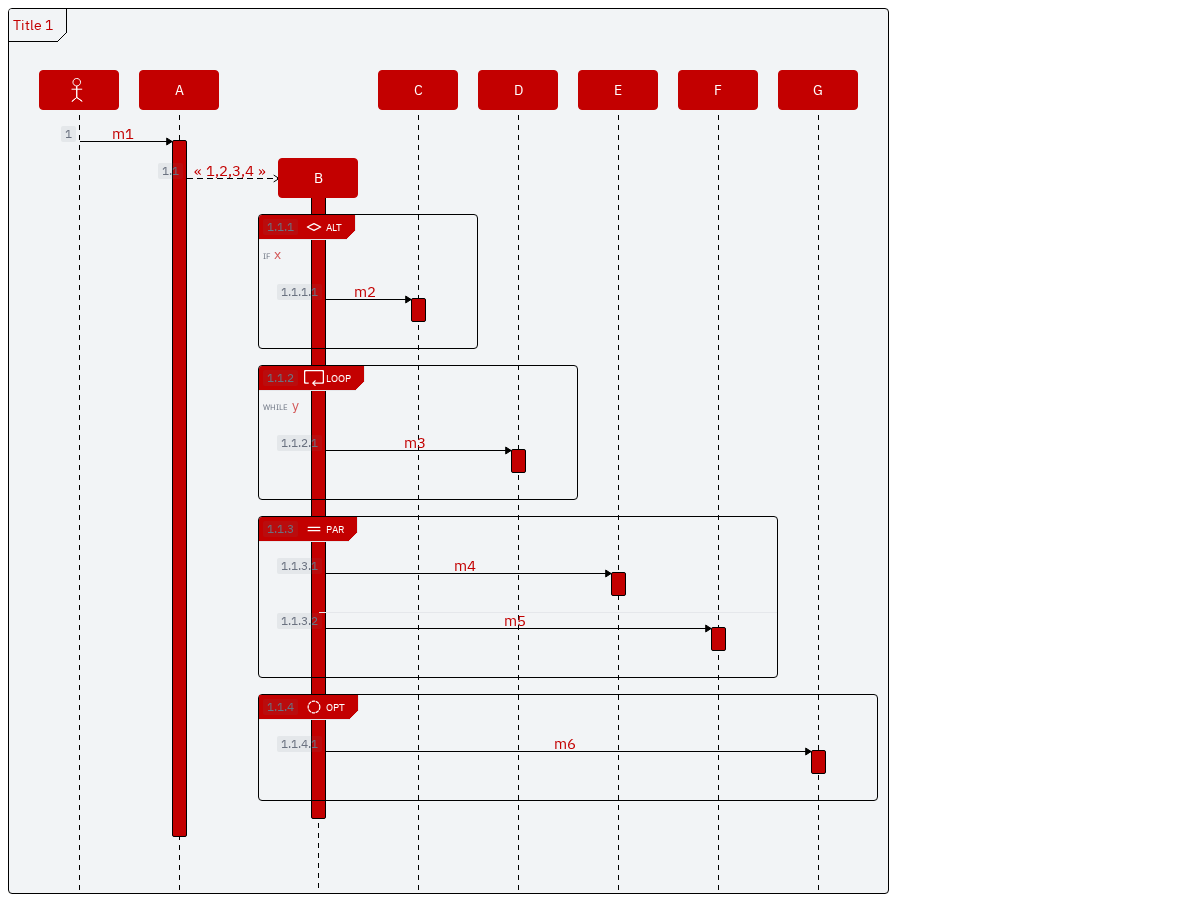 Title 1
A
C
D
E
F
G
1
m1
1.1
« 1,2,3,4 »
B
1.1.1
ALT
IF x
1.1.1.1
m2
1.1.2
LOOP
WHILE y
1.1.2.1
m3
1.1.3
PAR
1.1.3.1
m4
1.1.3.2
m5
1.1.4
OPT
1.1.4.1
m6